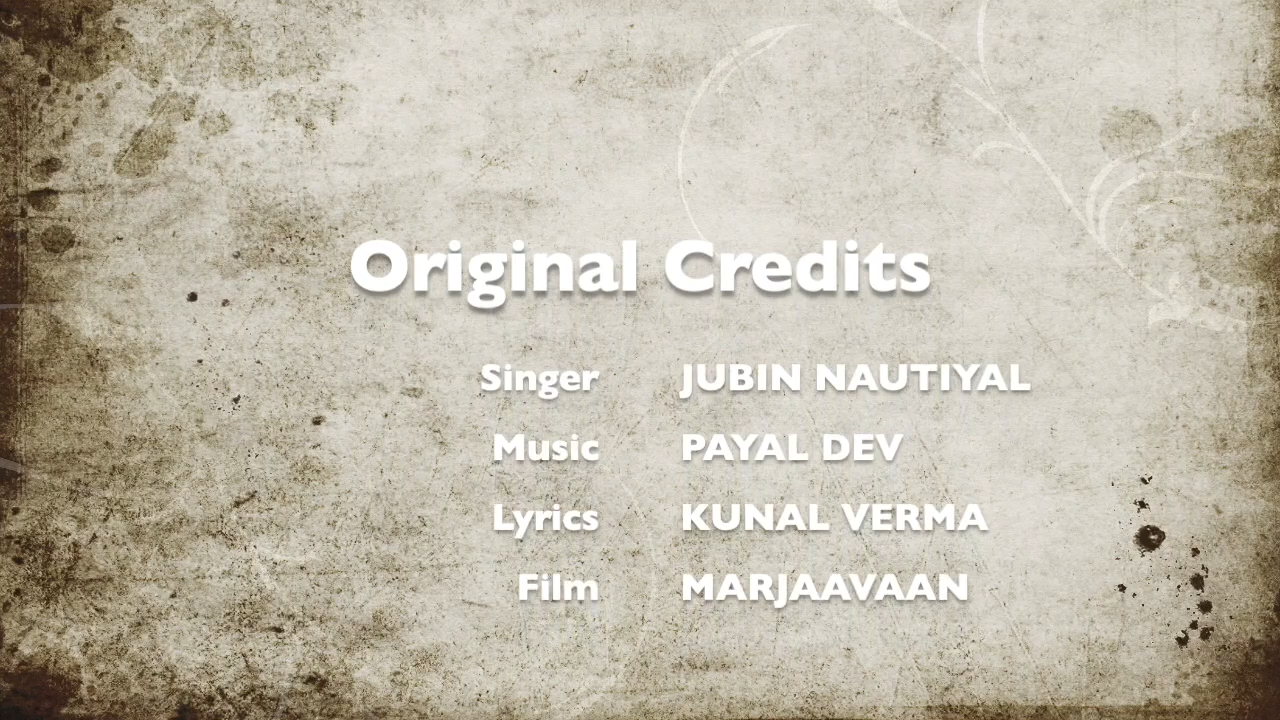 Original Credits
Singer JUBIN NAUTIYAL
Music PAYAL DEV
Lyrics KUNAL VERMA
Film MARJAAVAAN